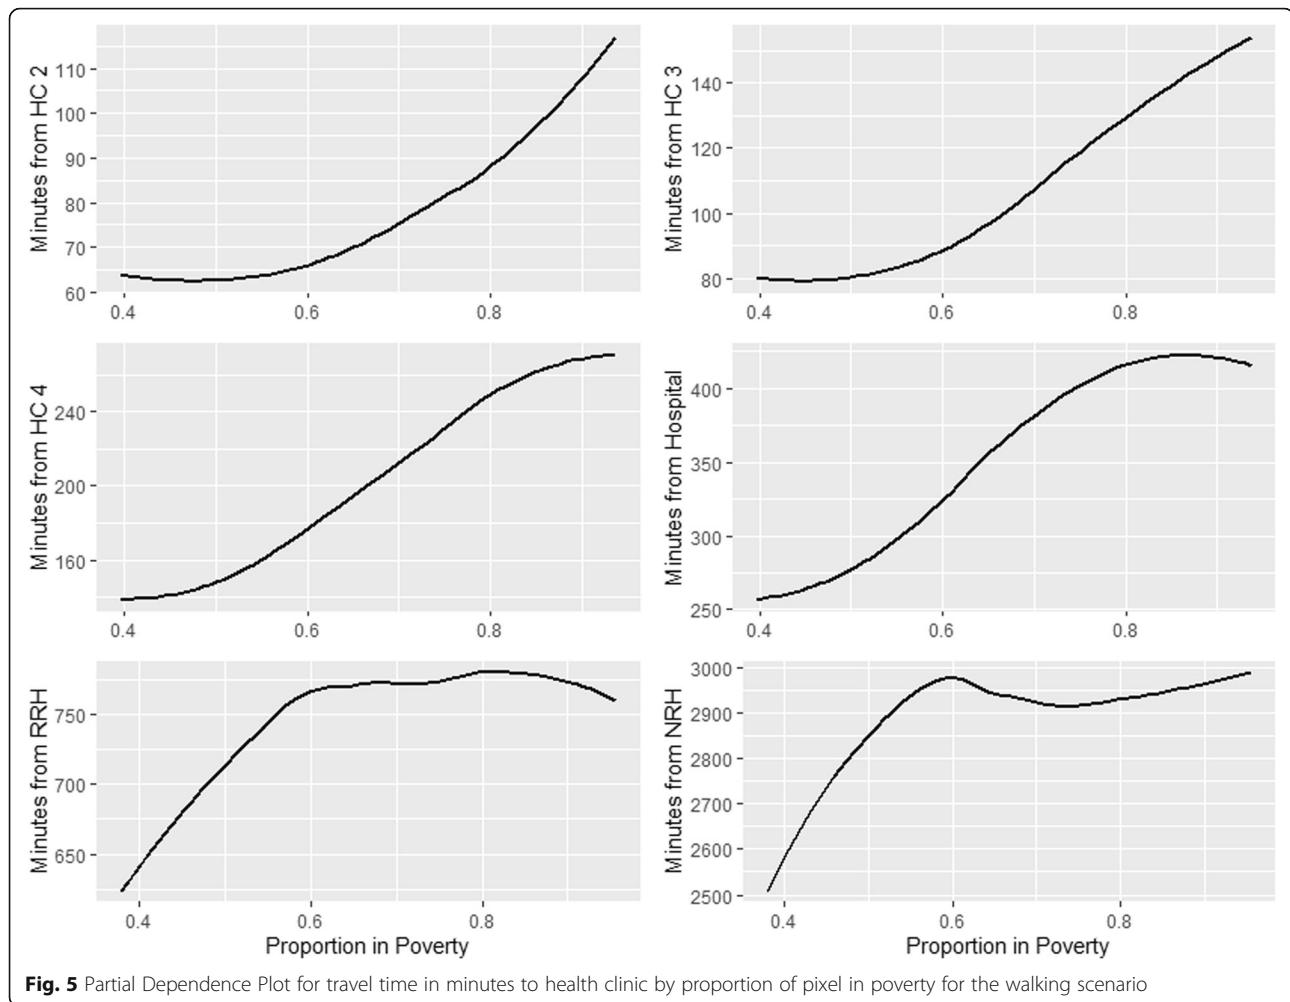 Minutes from HC 2
110
100
90
80
70
60
0.4 0.6 0.8
Minutes from HC 3
140
120
100
80
0.4 0.6 0.8
Minutes from HC 4
240
200
160
0.4 0.6 0.8
Minutes from Hospital
400
350
300
250
0.4 0.6 0.8
Minutes from RRH
750
700
650
0.4 0.6 0.8
Proportion in Poverty
Minutes from NRH
3000
2900
2800
2700
2600
2500
0.4 0.6 0.8
Proportion in Poverty
Fig. 5 Partial Dependence Plot for travel time in minutes to health clinic by proportion of pixel in poverty for the walking scenario